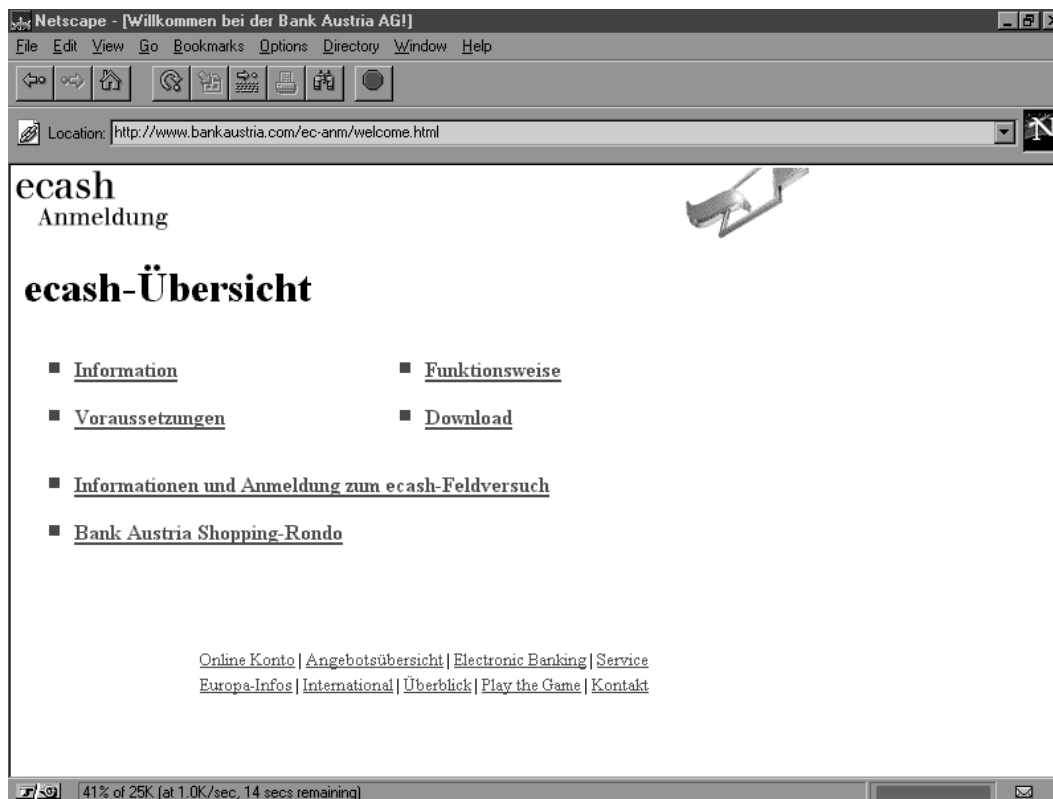 Netscape - [Willkommen bei der Bank Austria AG!]
File Edit View Go Bookmarks Options Directory Window Help
Location: http://www.bankaustria.com/ec-anm/welcome.html
N
ecash
Anmeldung
ecash-Übersicht
Information Funktionsweise
Voraussetzungen Download
Informationen und Anmeldung zum ecash-Feldversuch
Bank Austria Shopping-Rondo
Online Konto | Angebotsübersicht | Electronic Banking | Service
Europa-Infos | International | Überblick | Play the Game | Kontakt
41% of 25K (at 1.0K/sec, 14 secs remaining)